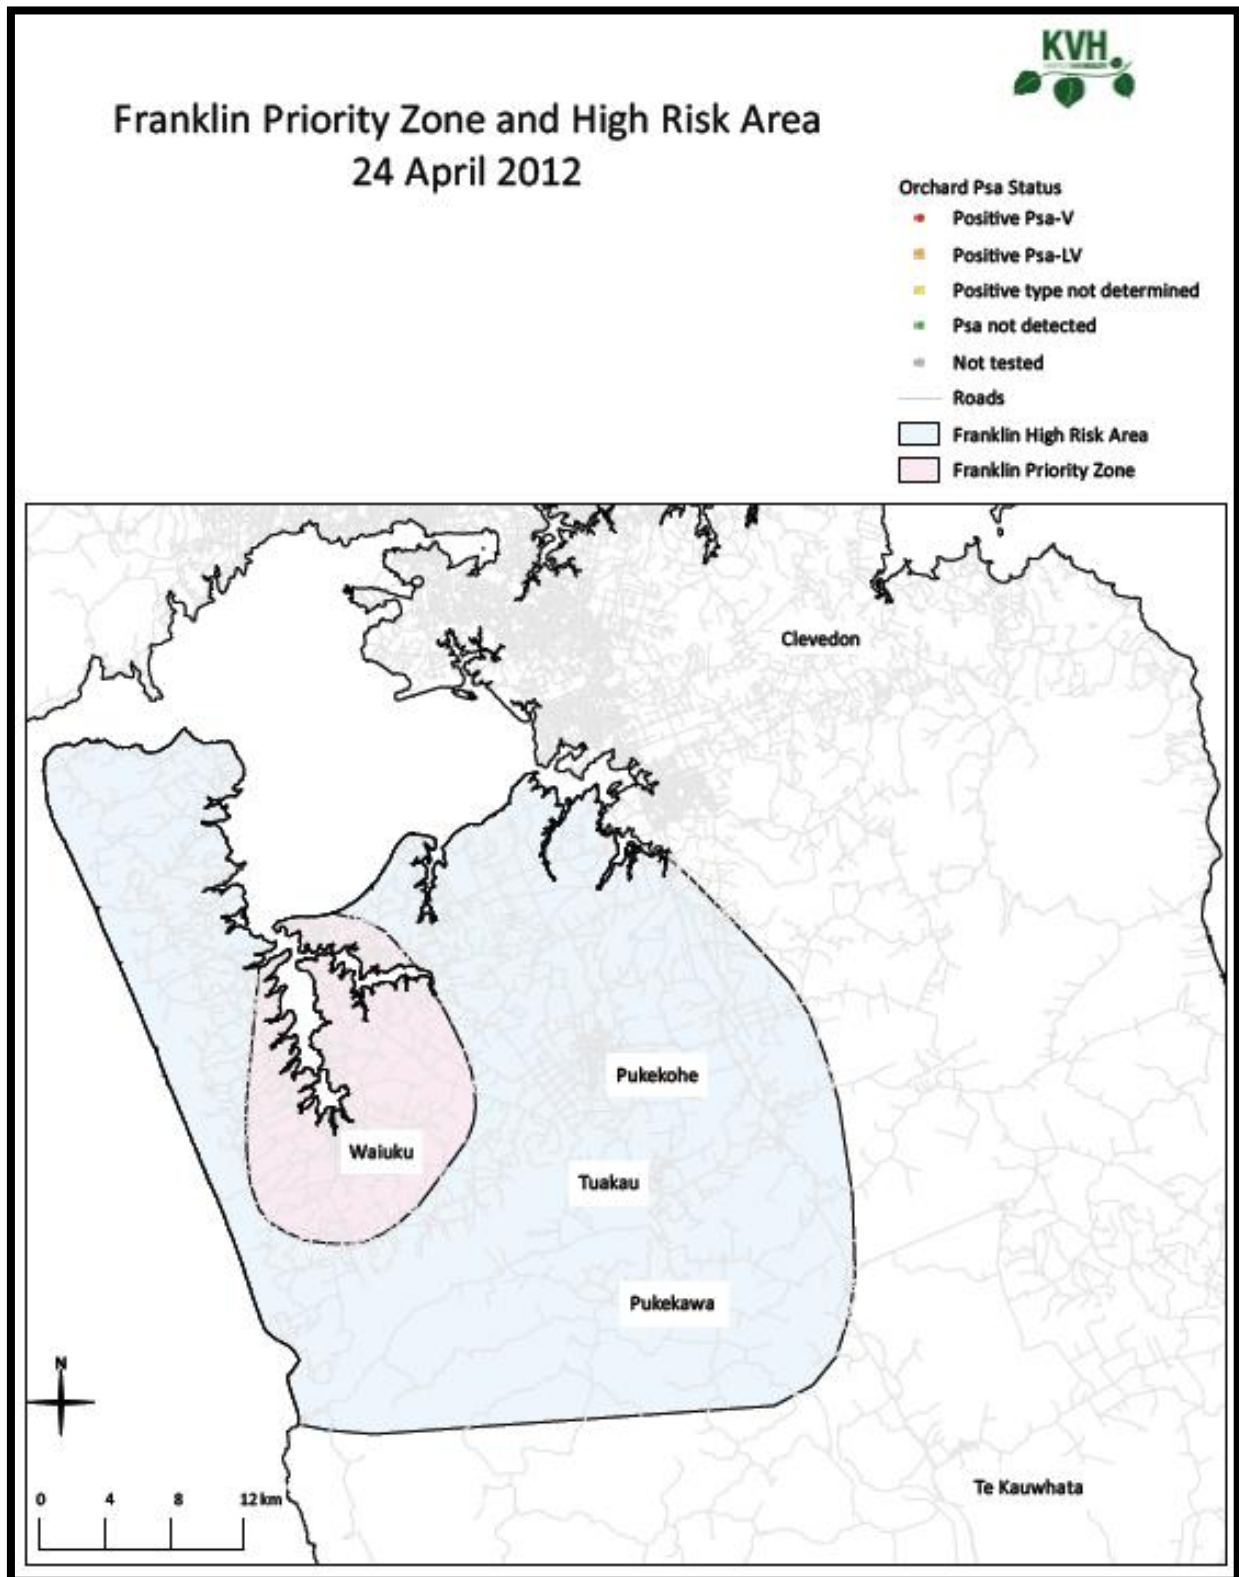 KVH
Franklin Priority Zone and High Risk Area
24 April 2012
Orchard Psa Status
Positive Psa-V
Positive Psa-LV
Positive type not determined
Psa not detected
Not tested
Roads
Franklin High Risk Area
Franklin Priority Zone
Clevedon
Pukekohe
Waiuku
Tuakau
Pukekawa
N
Te Kauwhata
0 4 8 12 km